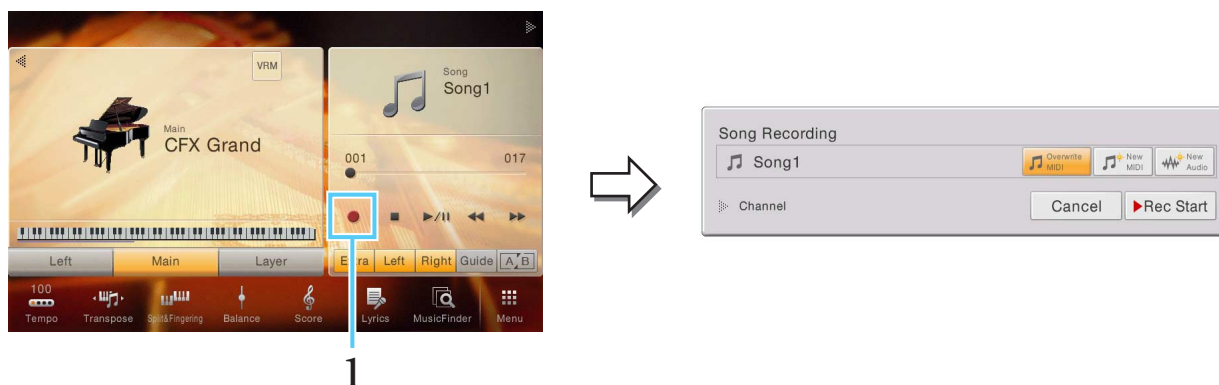 VRM
Main
CFX Grand
Song
Song1
001 017
Left Main Layer
Extra Left Right Guide A B
100
Tempo Transpose Split&Fingering Balance Score Lyrics MusicFinder Menu
1
Song Recording
Song1
Overwrite
MIDI
New
MIDI
New
Audio
Channel
Cancel Rec Start